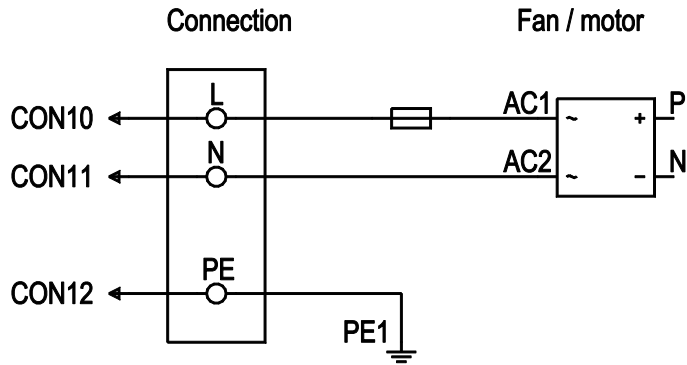 Connection Fan / motor
L
CON10 AC1 ~ + P
N
CON11 AC2 ~ - N
PE
CON12
PE1